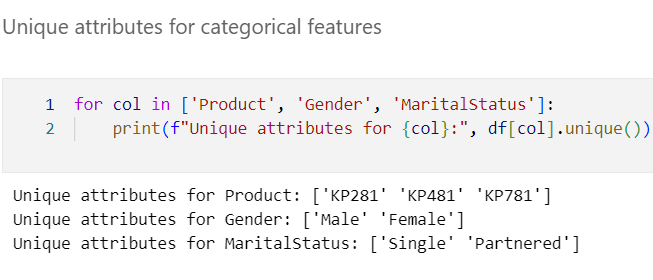 Unique attributes for categorical features
1 for col in ['Product', 'Gender', 'MaritalStatus']:
2 print(f"Unique attributes for {col}:", df[col].unique())
Unique attributes for Product: ['KP281' 'KP481' 'KP781']
Unique attributes for Gender: ['Male' 'Female']
Unique attributes for MaritalStatus: ['Single' 'Partnered']